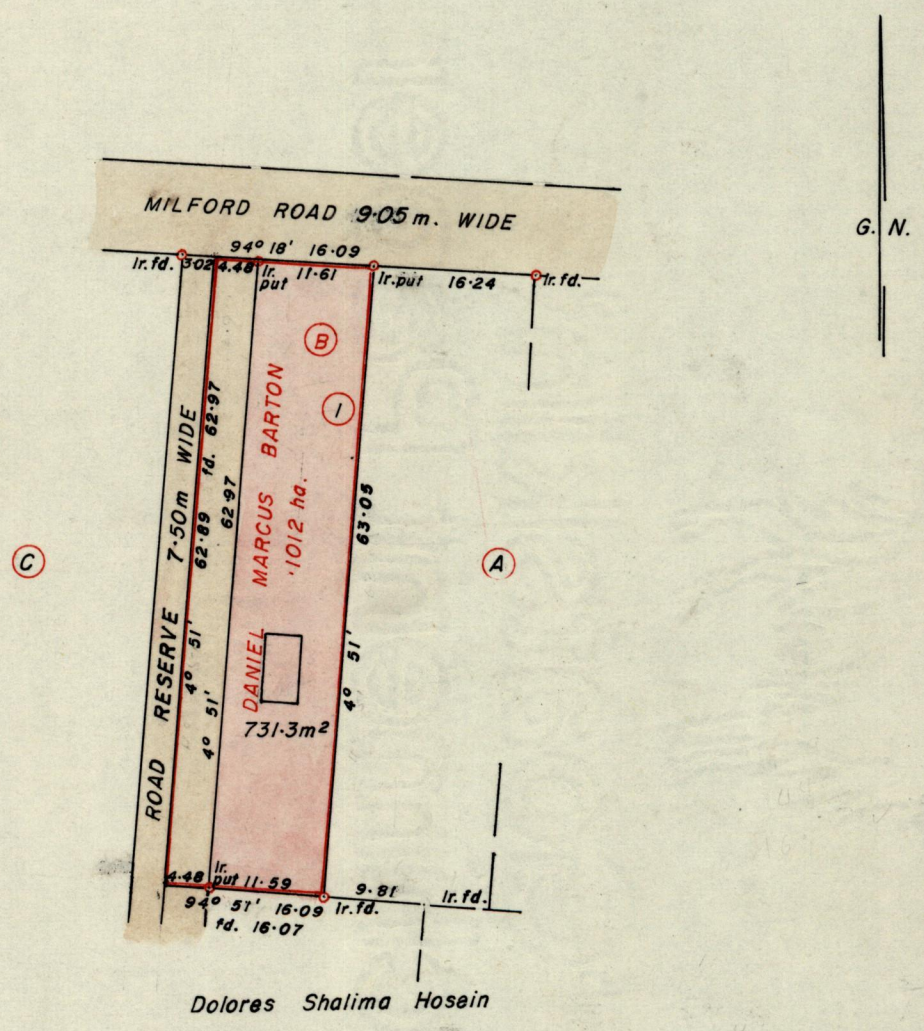 MILFORD ROAD 9·05m. WIDE
G. N.
94° 18' 16·09
Ir. fd. 3·02 4·48 Ir. put 11·61 Ir. put 16·24 Ir. fd.
B
1
ROAD RESERVE 7·50m WIDE
4° 51' 62·89 fd. 62·97
4° 51' 62·97
DANIEL MARCUS BARTON
·1012 ha.
4° 51' 63·05
C
A
731·3m²
4·48 Ir. put 11·59 9·81 Ir. fd.
94° 51' 16·09 Ir. fd.
fd. 16·07
Dolores Shalima Hosein